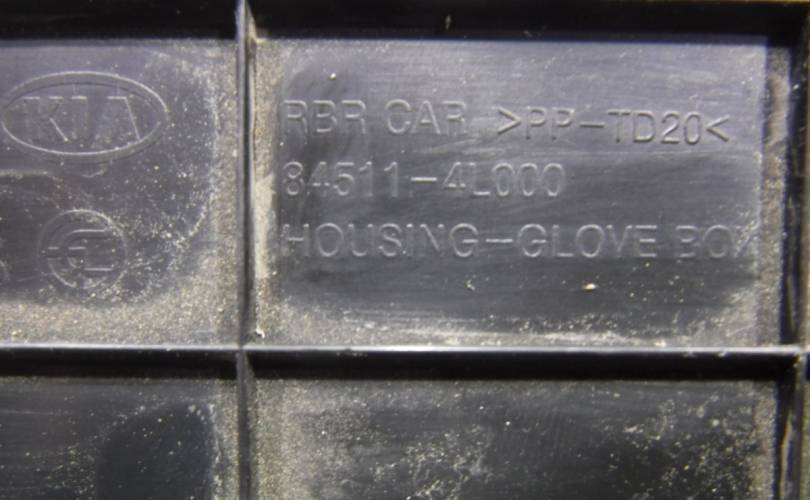 KIA
RBR CAR >PP-TD20<
84511-4L000
HOUSING-GLOVE BOX